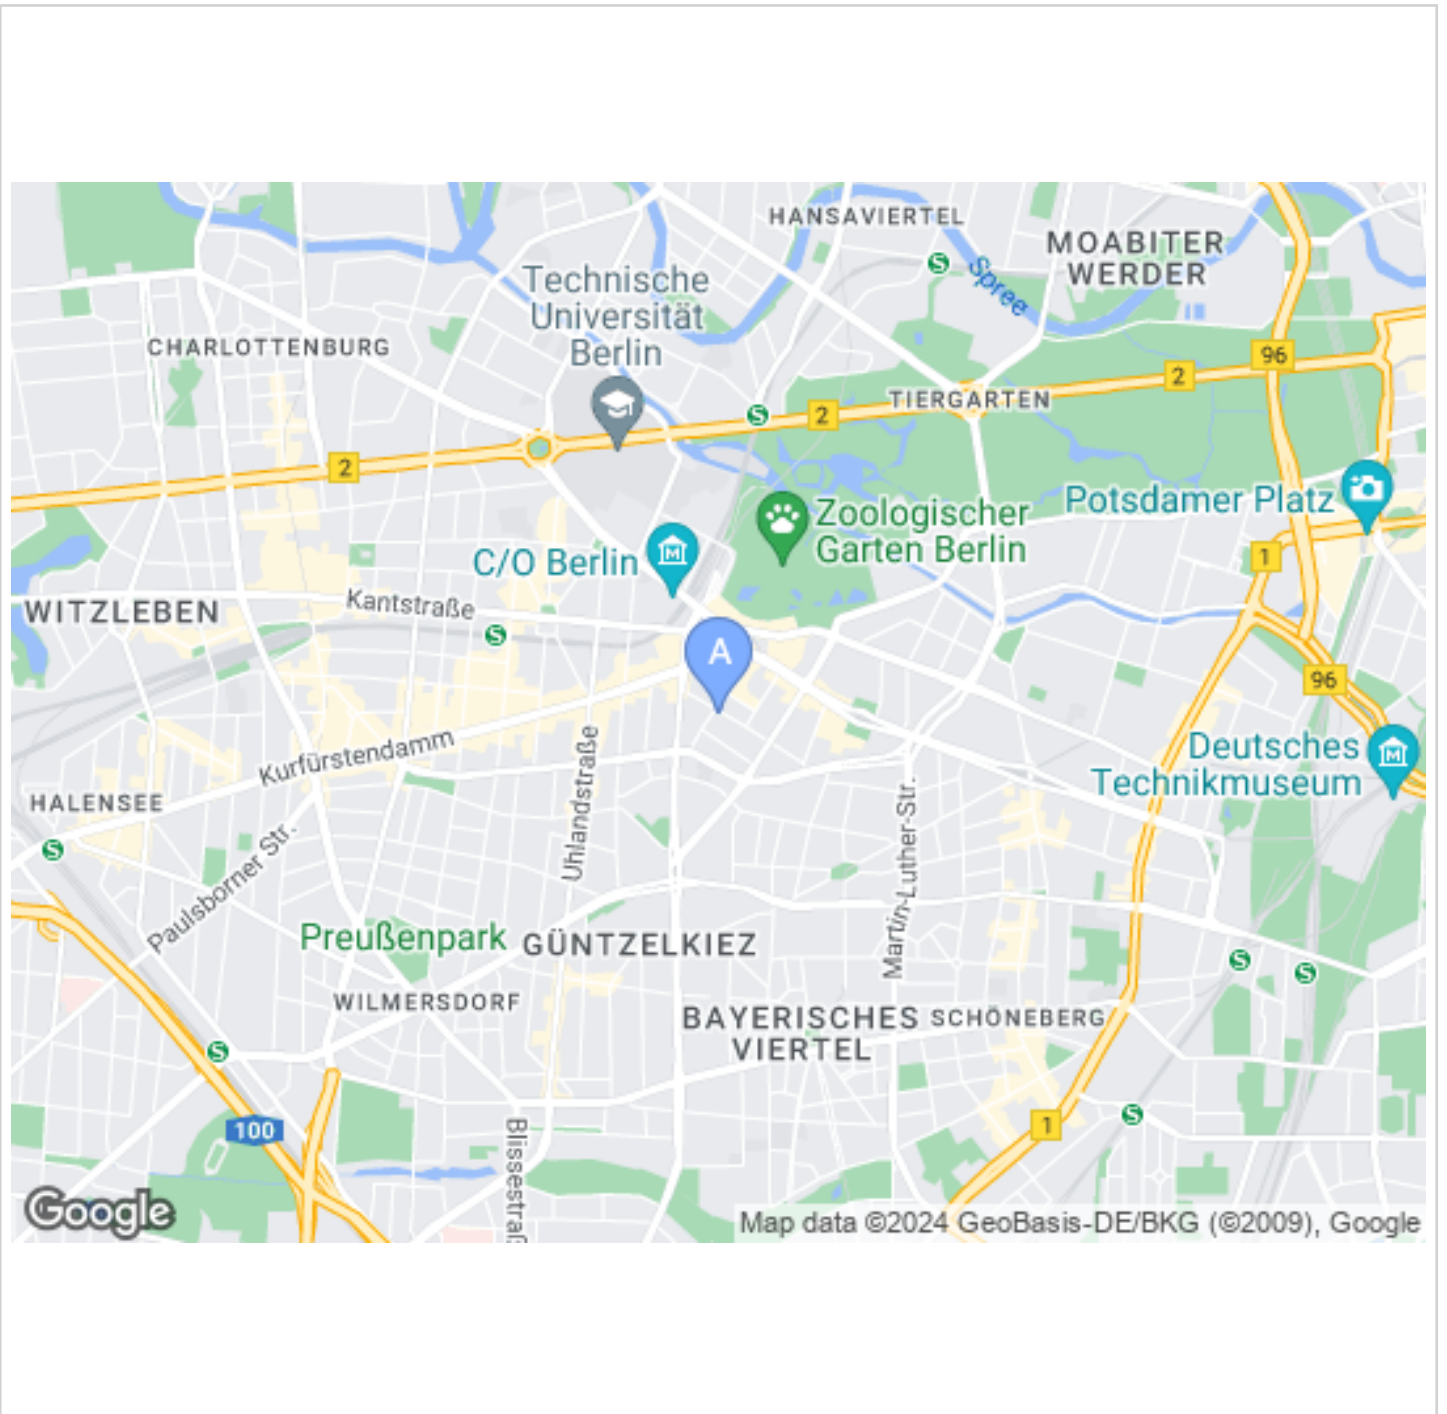 HANSAVIERTEL
MOABITER
WERDER
Spree
Technische
Universität
Berlin
CHARLOTTENBURG
96
2
TIERGARTEN
2
2
Potsdamer Platz
Zoologischer
Garten Berlin
C/O Berlin
1
WITZLEBEN
Kantstraße
A
96
Kurfürstendamm
Uhlandstraße
Deutsches
Technikmuseum
HALENSEE
Paulsborner Str.
Martin-Luther-Str.
Preußenpark
GÜNTZELKIEZ
WILMERSDORF
BAYERISCHES
VIERTEL
SCHÖNEBERG
100
1
Blissestraß
S
S
S
S
S
S
S
S
M
M
Google
Map data ©2024 GeoBasis-DE/BKG (©2009), Google